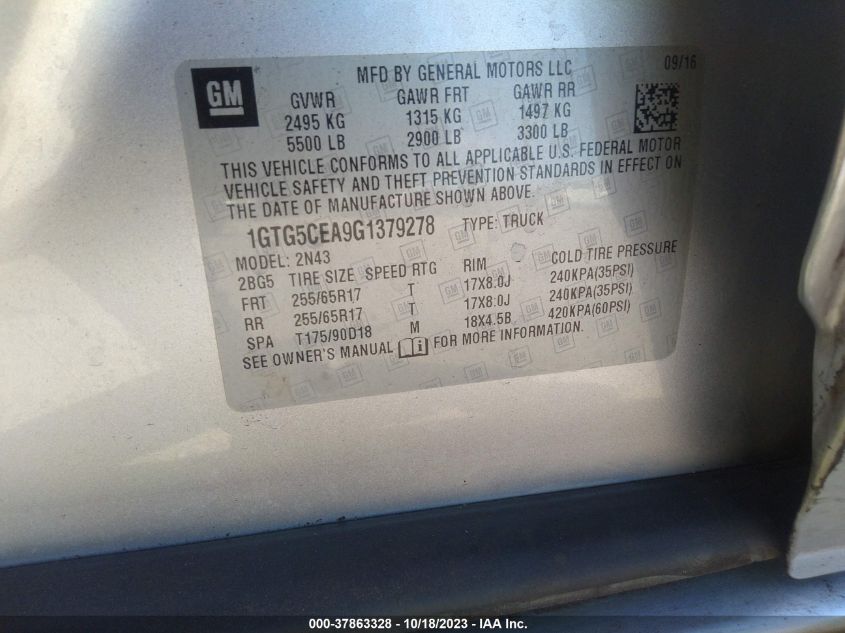 GM
MFD BY GENERAL MOTORS LLC
09/16
GVWR GAWR FRT GAWR RR
2495 KG 1315 KG 1497 KG
5500 LB 2900 LB 3300 LB
THIS VEHICLE CONFORMS TO ALL APPLICABLE U.S. FEDERAL MOTOR
VEHICLE SAFETY AND THEFT PREVENTION STANDARDS IN EFFECT ON
THE DATE OF MANUFACTURE SHOWN ABOVE.
1GTG5CEA9G1379278 TYPE: TRUCK
MODEL: 2N43
2BG5 TIRE SIZE SPEED RTG RIM COLD TIRE PRESSURE
FRT 255/65R17 T 17X8.0J 240KPA(35PSI)
RR 255/65R17 T 17X8.0J 240KPA(35PSI)
SPA T175/90D18 M 18X4.5B 420KPA(60PSI)
SEE OWNER'S MANUAL FOR MORE INFORMATION.
000-37863328 - 10/18/2023 - IAA Inc.